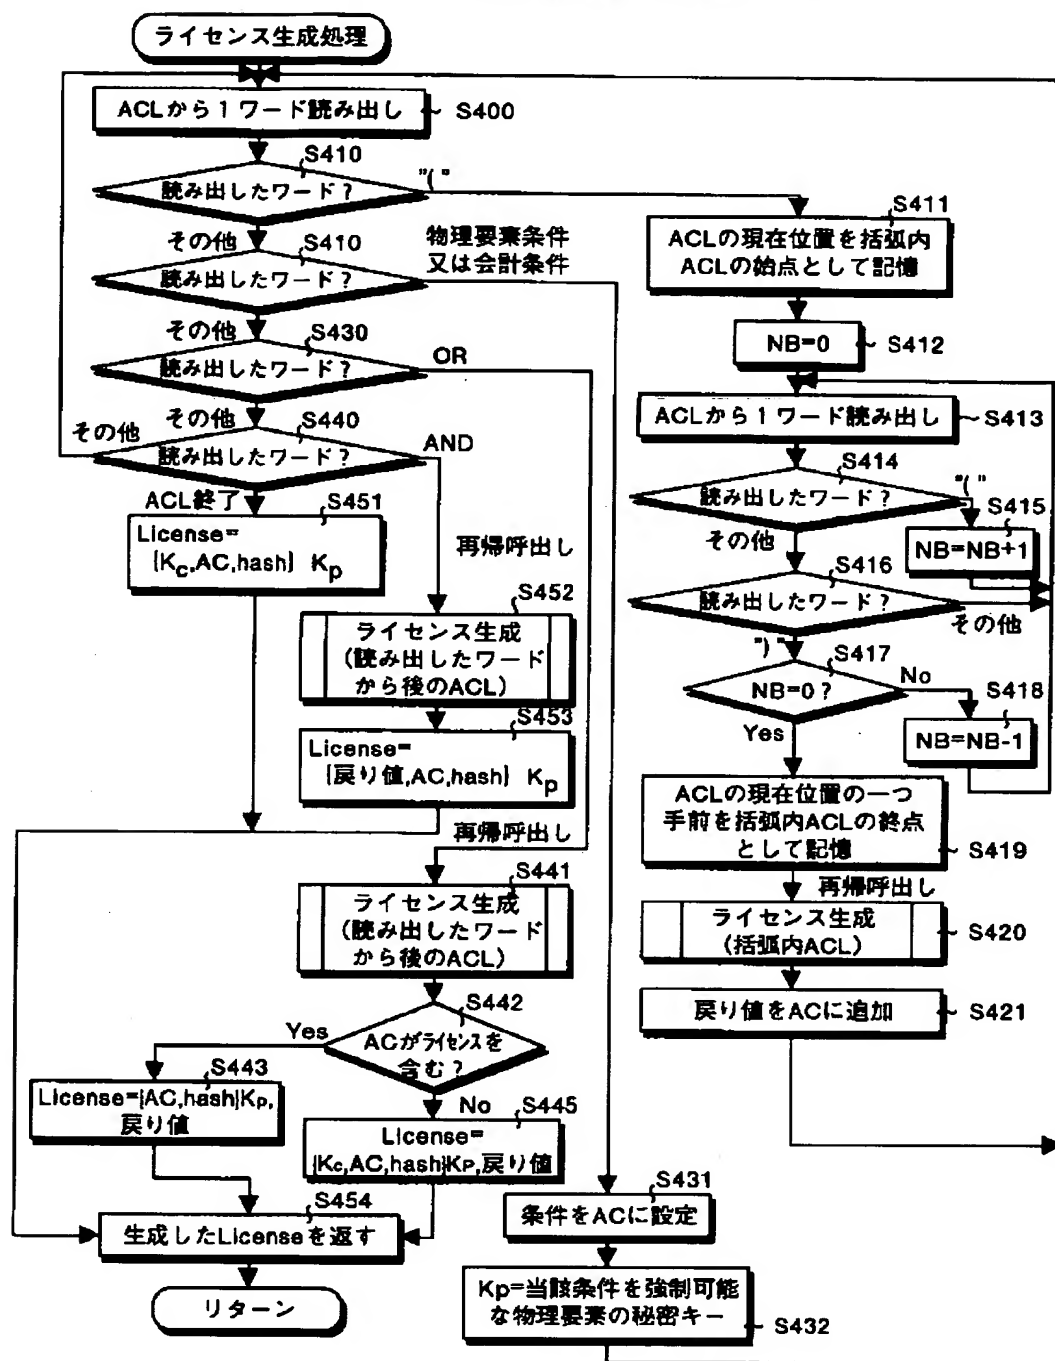 ライセンス生成処理
ACLから1ワード読み出し
S400
S410
読み出したワード?
"("
その他
S410
物理要素条件
又は会計条件
読み出したワード?
その他
S430
読み出したワード?
OR
その他
その他
S440
読み出したワード?
AND
ACL終了
S451
License=
{Kc,AC,hash} Kp
再帰呼出し
S452
ライセンス生成
(読み出したワード
から後のACL)
S453
License=
{戻り値,AC,hash} Kp
再帰呼出し
S441
ライセンス生成
(読み出したワード
から後のACL)
S442
ACがライセンスを
含む?
Yes
No
S443
License={AC,hash}Kp,
戻り値
S445
License=
{Kc,AC,hash}Kp,戻り値
S454
生成したLicenseを返す
リターン
S411
ACLの現在位置を括弧内
ACLの始点として記憶
NB=0
S412
ACLから1ワード読み出し
S413
S414
読み出したワード?
"("
S415
NB=NB+1
その他
S416
読み出したワード?
その他
")"
S417
NB=0?
No
S418
NB=NB-1
Yes
ACLの現在位置の一つ
手前を括弧内ACLの終点
として記憶
S419
再帰呼出し
ライセンス生成
(括弧内ACL)
S420
戻り値をACに追加
S421
S431
条件をACに設定
Kp=当該条件を強制可能
な物理要素の秘密キー
S432